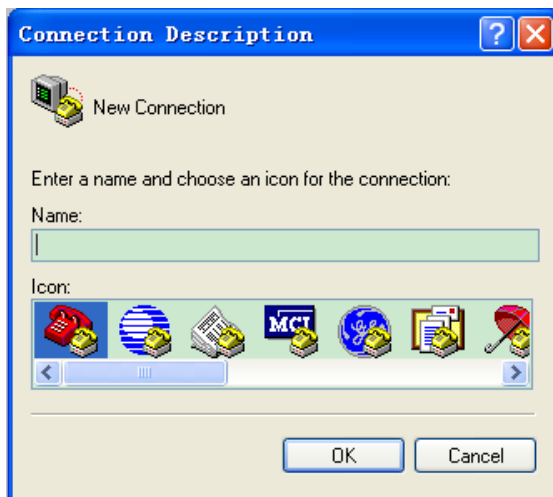 Connection Description
New Connection
Enter a name and choose an icon for the connection:
Name:
Icon:
MCI
OK
Cancel